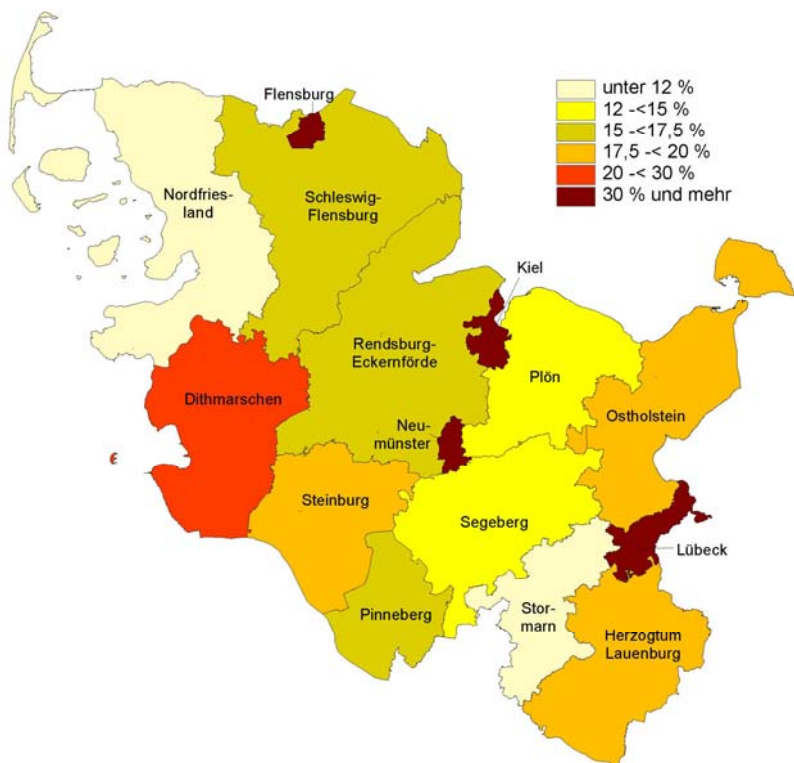 unter 12 %
12 -<15 %
15 -<17,5 %
17,5 -< 20 %
20 -< 30 %
30 % und mehr
Flensburg
Nordfries-
land
Schleswig-
Flensburg
Kiel
Rendsburg-
Eckernförde
Plön
Dithmarschen
Neu-
münster
Ostholstein
Steinburg
Segeberg
Lübeck
Pinneberg
Stor-
marn
Herzogtum
Lauenburg